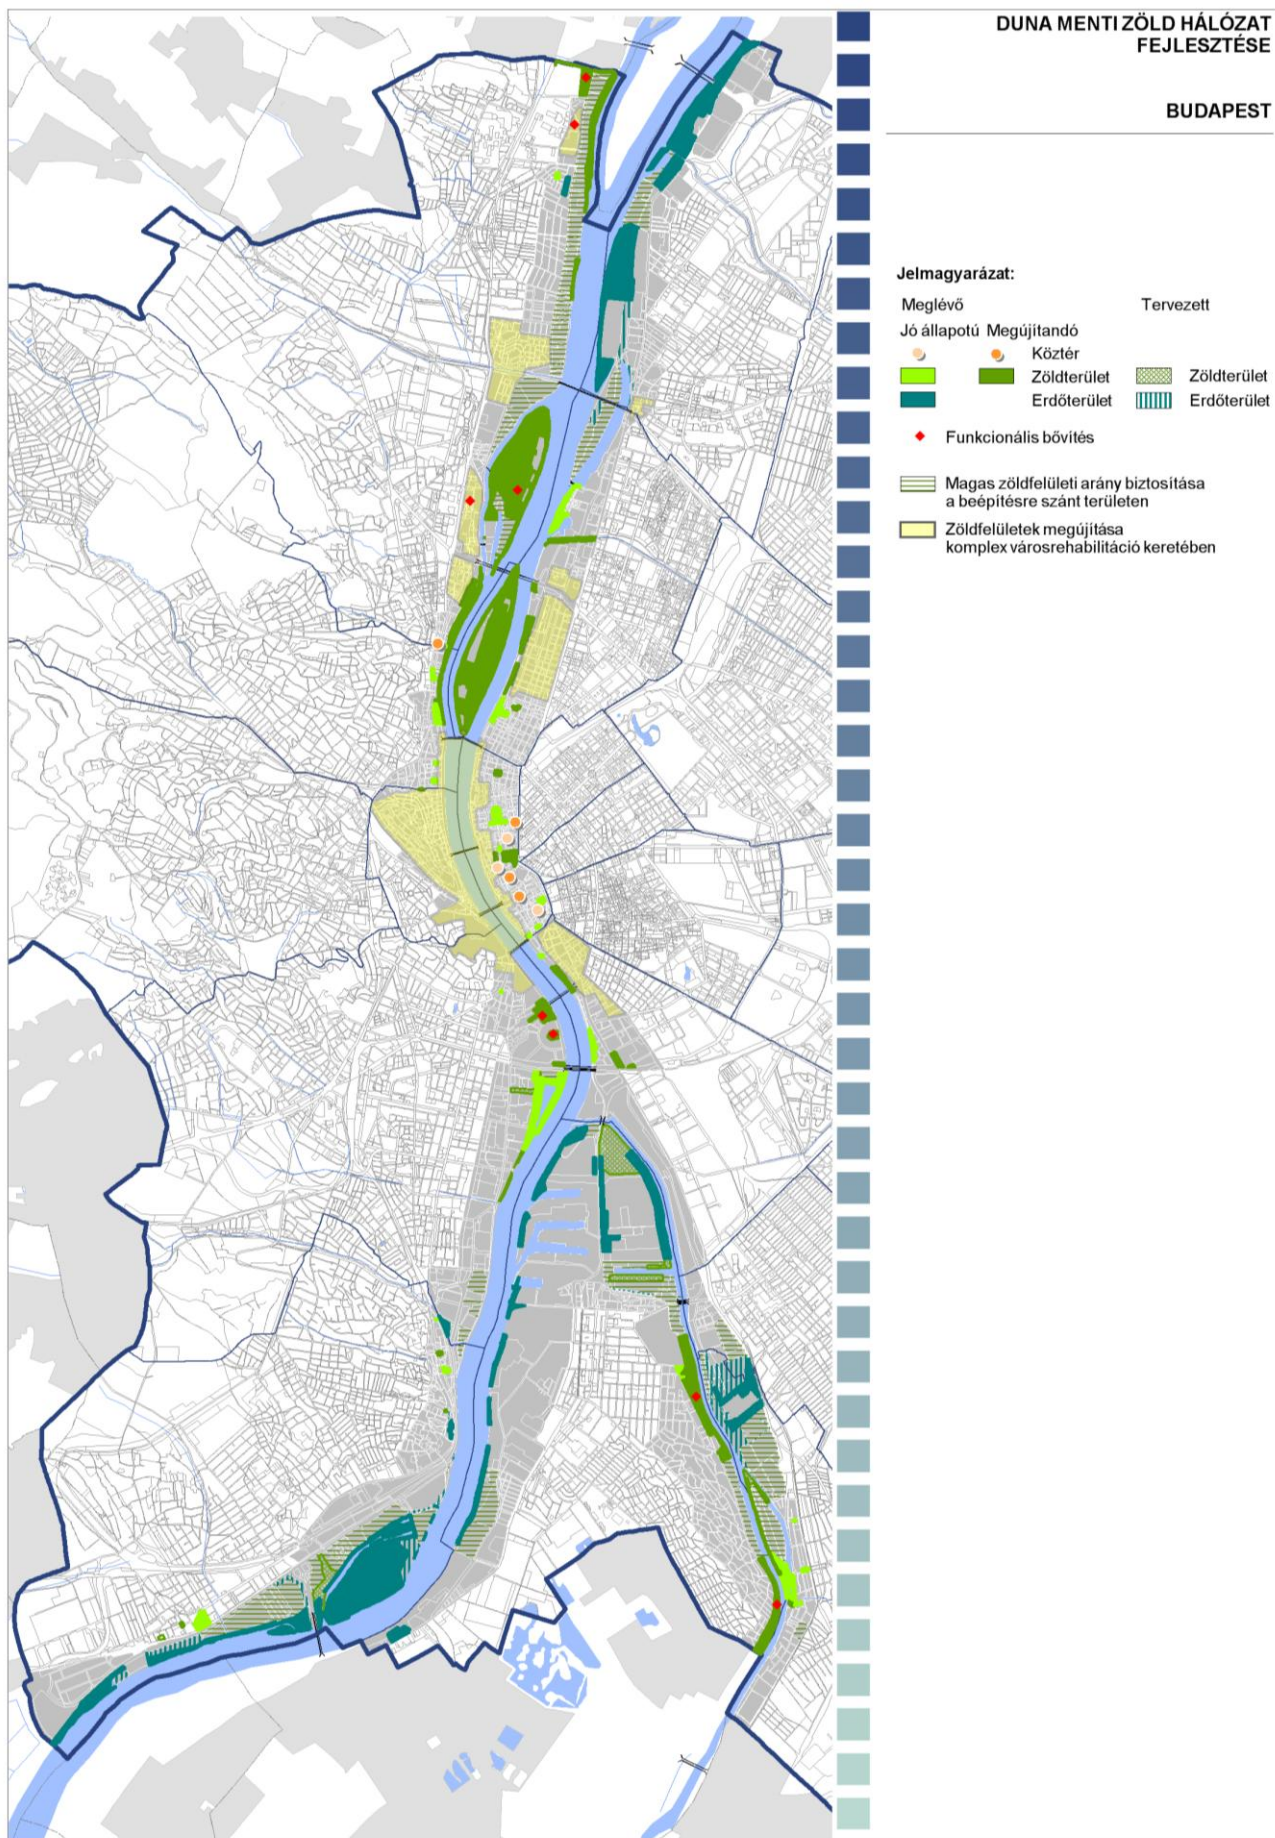 DUNA MENTI ZÖLD HÁLÓZAT
FEJLESZTÉSE
BUDAPEST
Jelmagyarázat:
Meglévő Tervezett
Jó állapotú Megújítandó
Köztér
Zöldterület Zöldterület
Erdőterület Erdőterület
Funkcionális bővítés
Magas zöldfelületi arány biztosítása
a beépítésre szánt területen
Zöldfelületek megújítása
komplex városrehabilitáció keretében